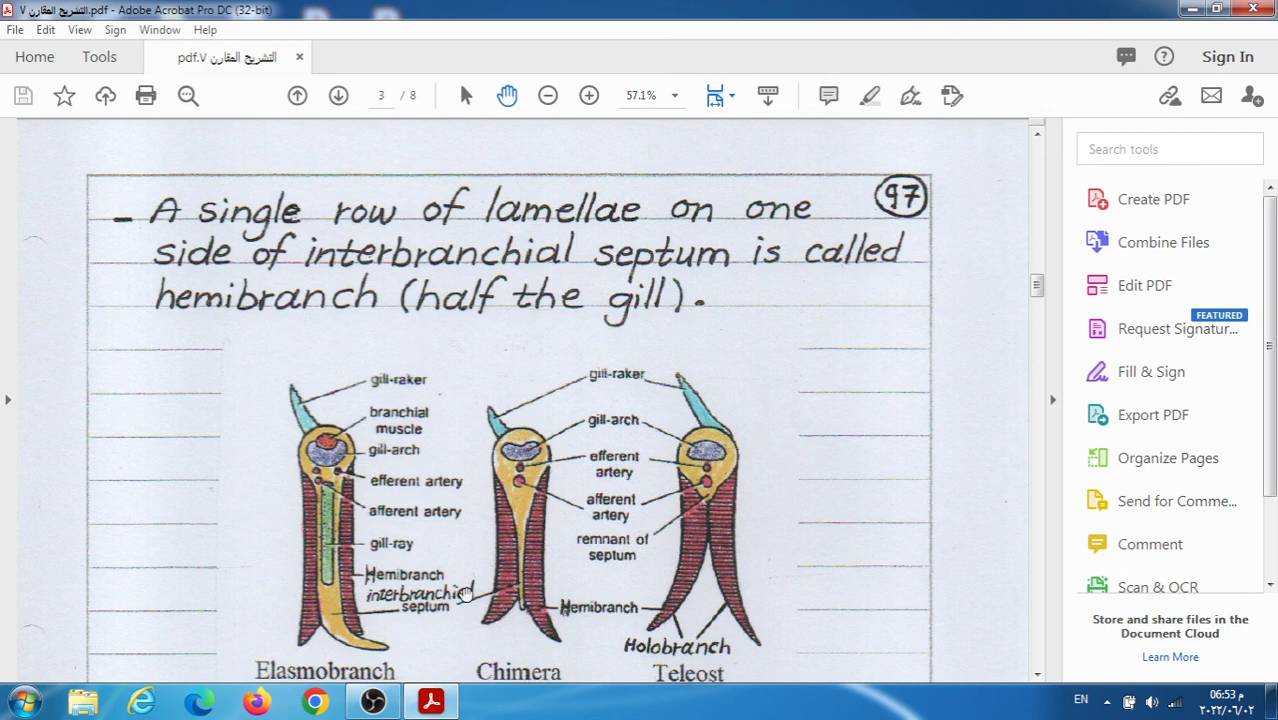 التشريح المقارن V.pdf - Adobe Acrobat Pro DC (32-bit)
File Edit View Sign Window Help
Home Tools التشريح المقارن V.pdf × Sign In
3 / 8 57.1%
Search tools
Create PDF
Combine Files
Edit PDF
FEATURED
Request Signatur...
Fill & Sign
Export PDF
Organize Pages
Send for Comme...
Comment
Scan & OCR
Store and share files in the
Document Cloud
Learn More
97
- A single row of lamellae on one
side of interbranchial septum is called
hemibranch (half the gill).
gill-raker
branchial
muscle
gill-arch
efferent artery
afferent artery
gill-ray
Hemibranch
interbranchial
septum
gill-raker
gill-arch
efferent
artery
afferent
artery
remnant of
septum
Hemibranch
Holobranch
Elasmobranch Chimera Teleost
EN
06:53 م
٢٠٢٢/٠٦/٠٢